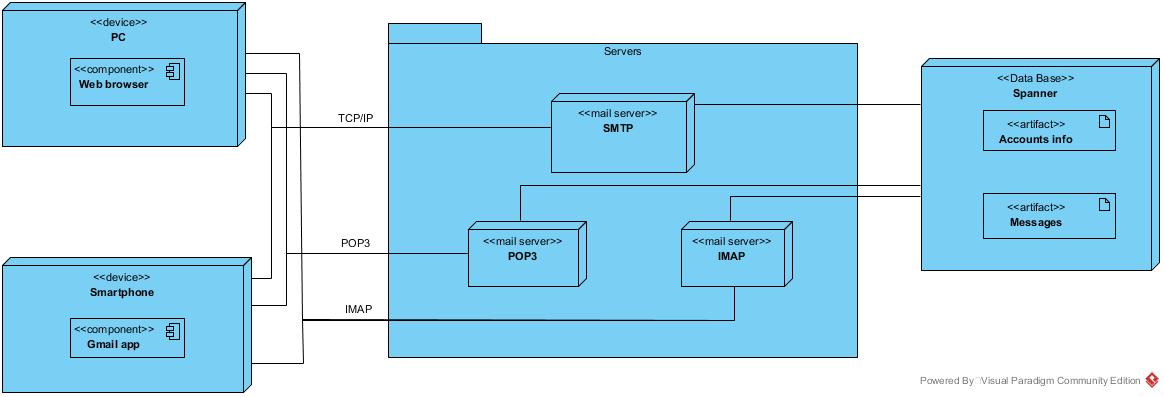 <<device>>
PC
<<component>>
Web browser
Servers
<<mail server>>
SMTP
TCP/IP
<<Data Base>>
Spanner
<<artifact>>
Accounts info
<<artifact>>
Messages
POP3
<<mail server>>
POP3
<<mail server>>
IMAP
IMAP
<<device>>
Smartphone
<<component>>
Gmail app
Powered By Visual Paradigm Community Edition